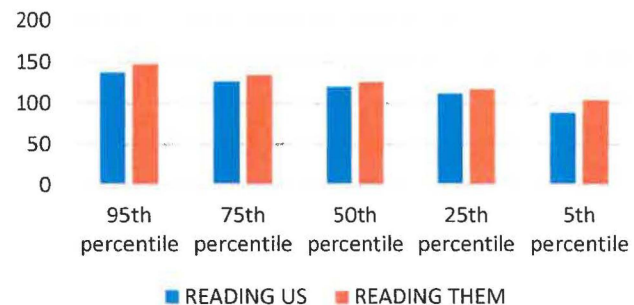 200
150
100
50
0
95th percentile
75th percentile
50th percentile
25th percentile
5th percentile
READING US
READING THEM